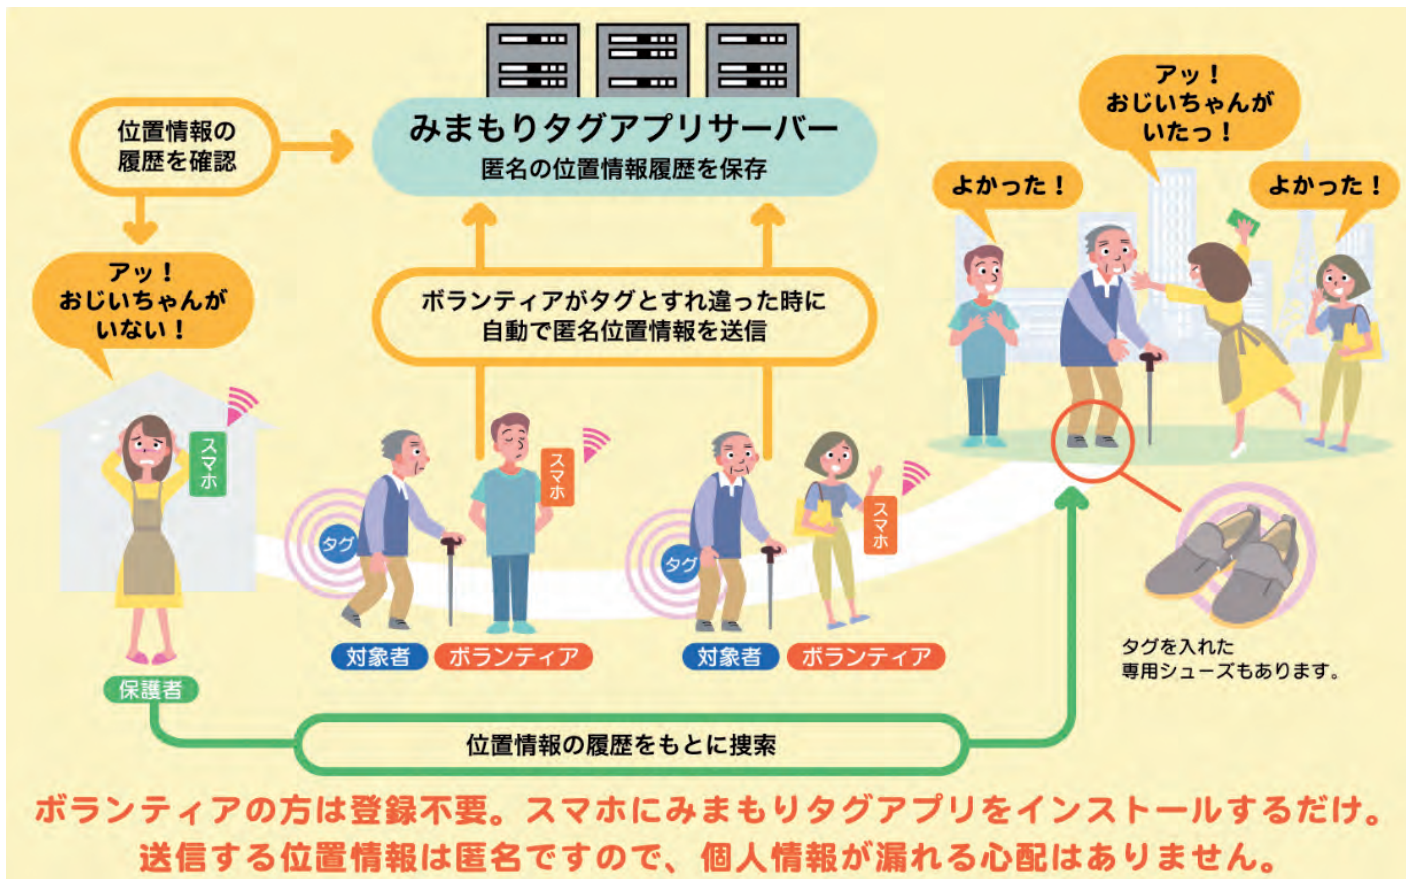 みまもりタグアプリサーバー
匿名の位置情報履歴を保存
位置情報の
履歴を確認
アッ！
おじいちゃんが
いない！
ボランティアがタグとすれ違った時に
自動で匿名位置情報を送信
アッ！
おじいちゃんが
いたっ！
よかった！
よかった！
スマホ
スマホ
スマホ
タグ
タグ
対象者
ボランティア
対象者
ボランティア
保護者
タグを入れた
専用シューズもあります。
位置情報の履歴をもとに捜索
ボランティアの方は登録不要。スマホにみまもりタグアプリをインストールするだけ。
送信する位置情報は匿名ですので、個人情報が漏れる心配はありません。